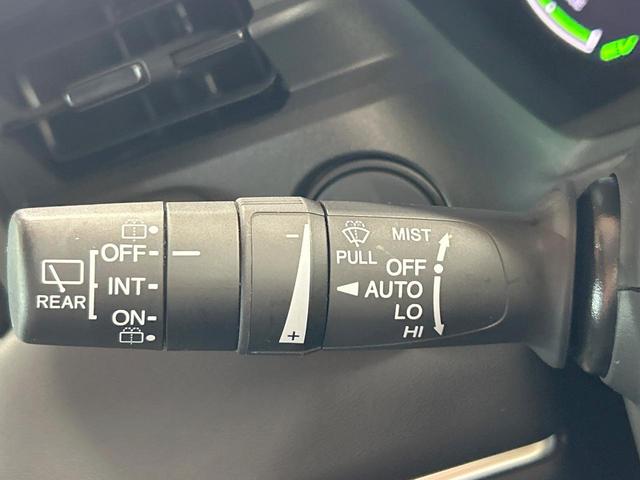 REAR
OFF
INT
ON
-
+
PULL
MIST
OFF
AUTO
LO
HI